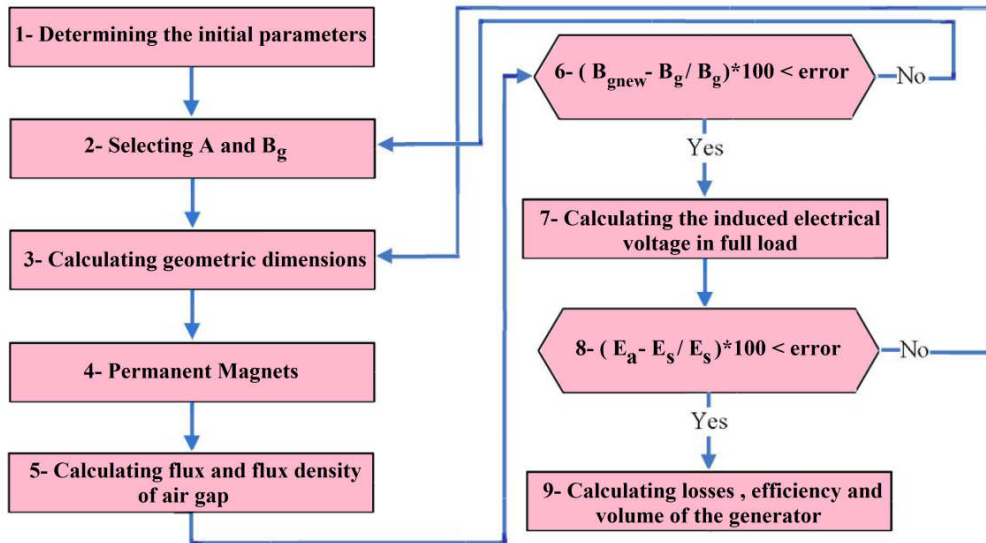 1- Determining the initial parameters
2- Selecting A and Bg
3- Calculating geometric dimensions
4- Permanent Magnets
5- Calculating flux and flux density
of air gap
6- ( Bgnew- Bg / Bg )*100 < error
No
Yes
7- Calculating the induced electrical
voltage in full load
8- ( Ea - Es / Es )*100 < error
No
Yes
9- Calculating losses , efficiency and
volume of the generator